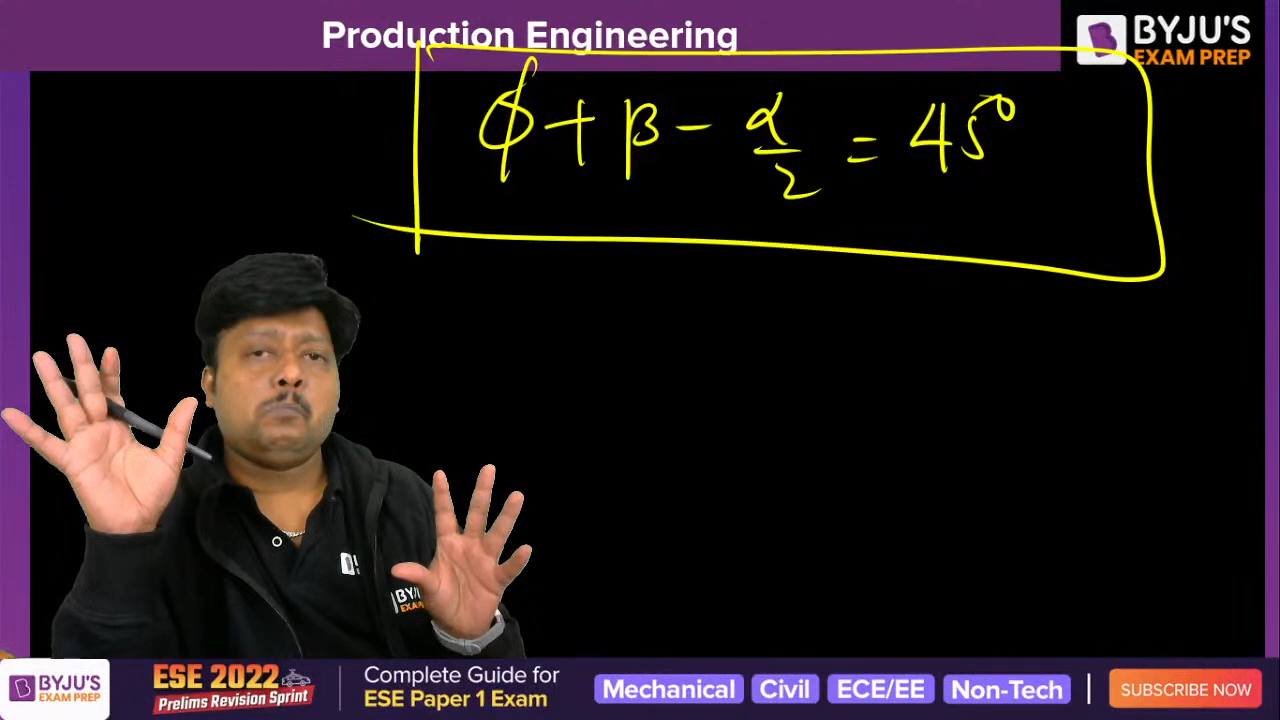 Production Engineering
BYJU'S
EXAM PREP
ϕ + β - α/2 = 45°
BYJU'S
EXAM PREP
ESE 2022
Prelims Revision Sprint
Complete Guide for
ESE Paper 1 Exam
Mechanical
Civil
ECE/EE
Non-Tech
SUBSCRIBE NOW